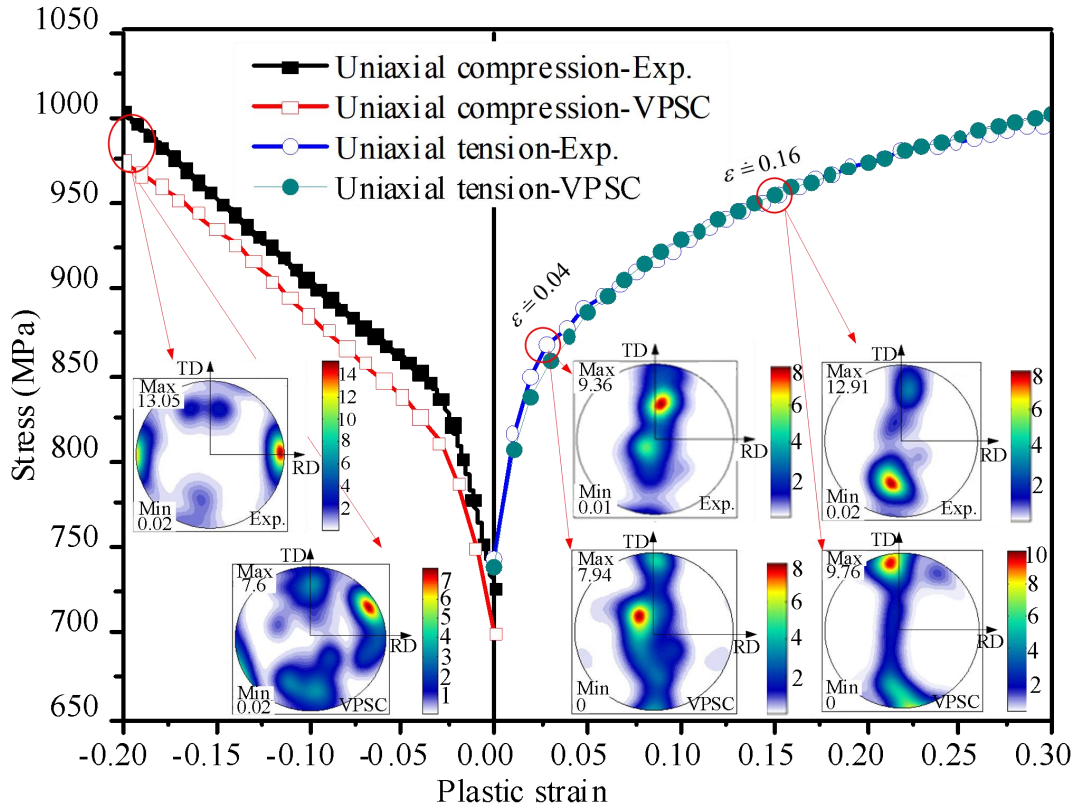 1050
1000
950
900
850
800
750
700
650
Stress (MPa)
Uniaxial compression-Exp.
Uniaxial compression-VPSC
Uniaxial tension-Exp.
Uniaxial tension-VPSC
ε≐0.16
ε≐0.04
TD
Max
13.05
RD
Min
0.02
Exp.
14
12
10
8
6
4
2
TD
Max
9.36
RD
Min
0.01
Exp.
8
6
4
2
TD
Max
12.91
RD
Min
0.02
Exp.
8
6
4
2
TD
Max
7.6
RD
Min
0.02
VPSC
7
6
5
4
3
2
1
TD
Max
7.94
RD
Min
0
VPSC
8
6
4
2
TD
Max
9.76
RD
Min
0
VPSC
10
8
6
4
2
-0.20 -0.15 -0.10 -0.05 0.00 0.05 0.10 0.15 0.20 0.25 0.30
Plastic strain